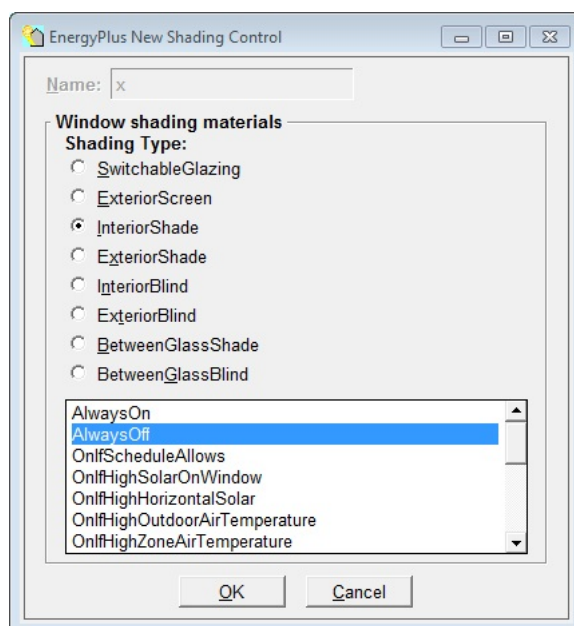 EnergyPlus New Shading Control
Name: x
Window shading materials
Shading Type:
SwitchableGlazing
ExteriorScreen
InteriorShade
ExteriorShade
InteriorBlind
ExteriorBlind
BetweenGlassShade
BetweenGlassBlind
AlwaysOn
AlwaysOff
OnIfScheduleAllows
OnIfHighSolarOnWindow
OnIfHighHorizontalSolar
OnIfHighOutdoorAirTemperature
OnIfHighZoneAirTemperature
OK Cancel